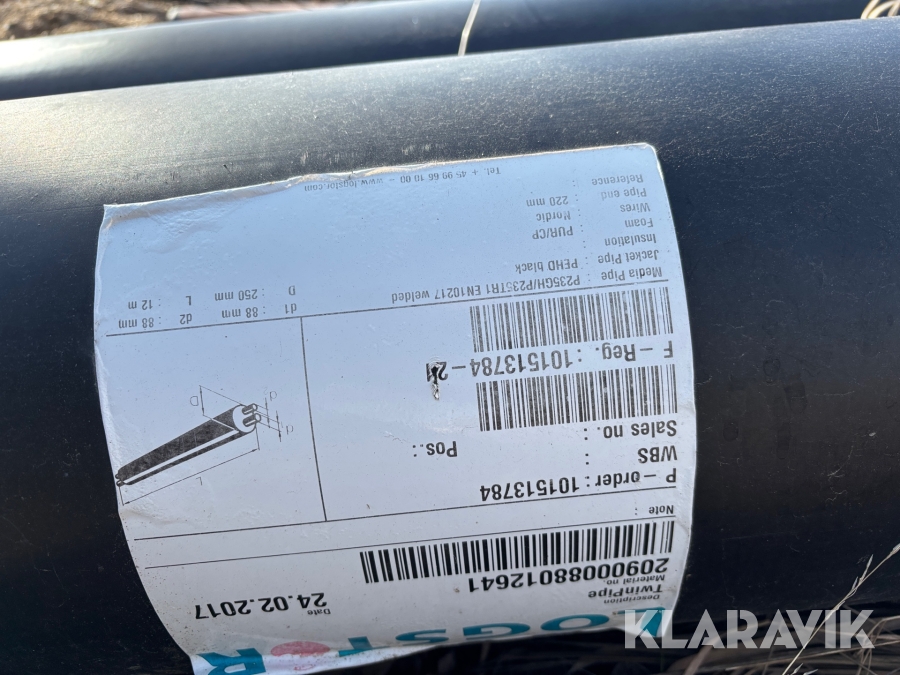 LOGSTOR
Description
TwinPipe
Date
24.02.2017
Material no.
20900088012641
Note :
P-order : 101513784
WBS :
Sales no. : Pos.:
F-Reg. : 101513784-21
d1 : 88 mm d2 : 88 mm
D : 250 mm L : 12 m
D
d
d
L
Media Pipe : P235GH/P235TR1 EN10217 welded
Jacket Pipe : PEHD black
Insulation
Foam : PUR/CP
Wires : Nordic
Pipe end : 220 mm
Reference :
Tel. + 45 99 66 10 00 - www.logstor.com
KLARAVIK